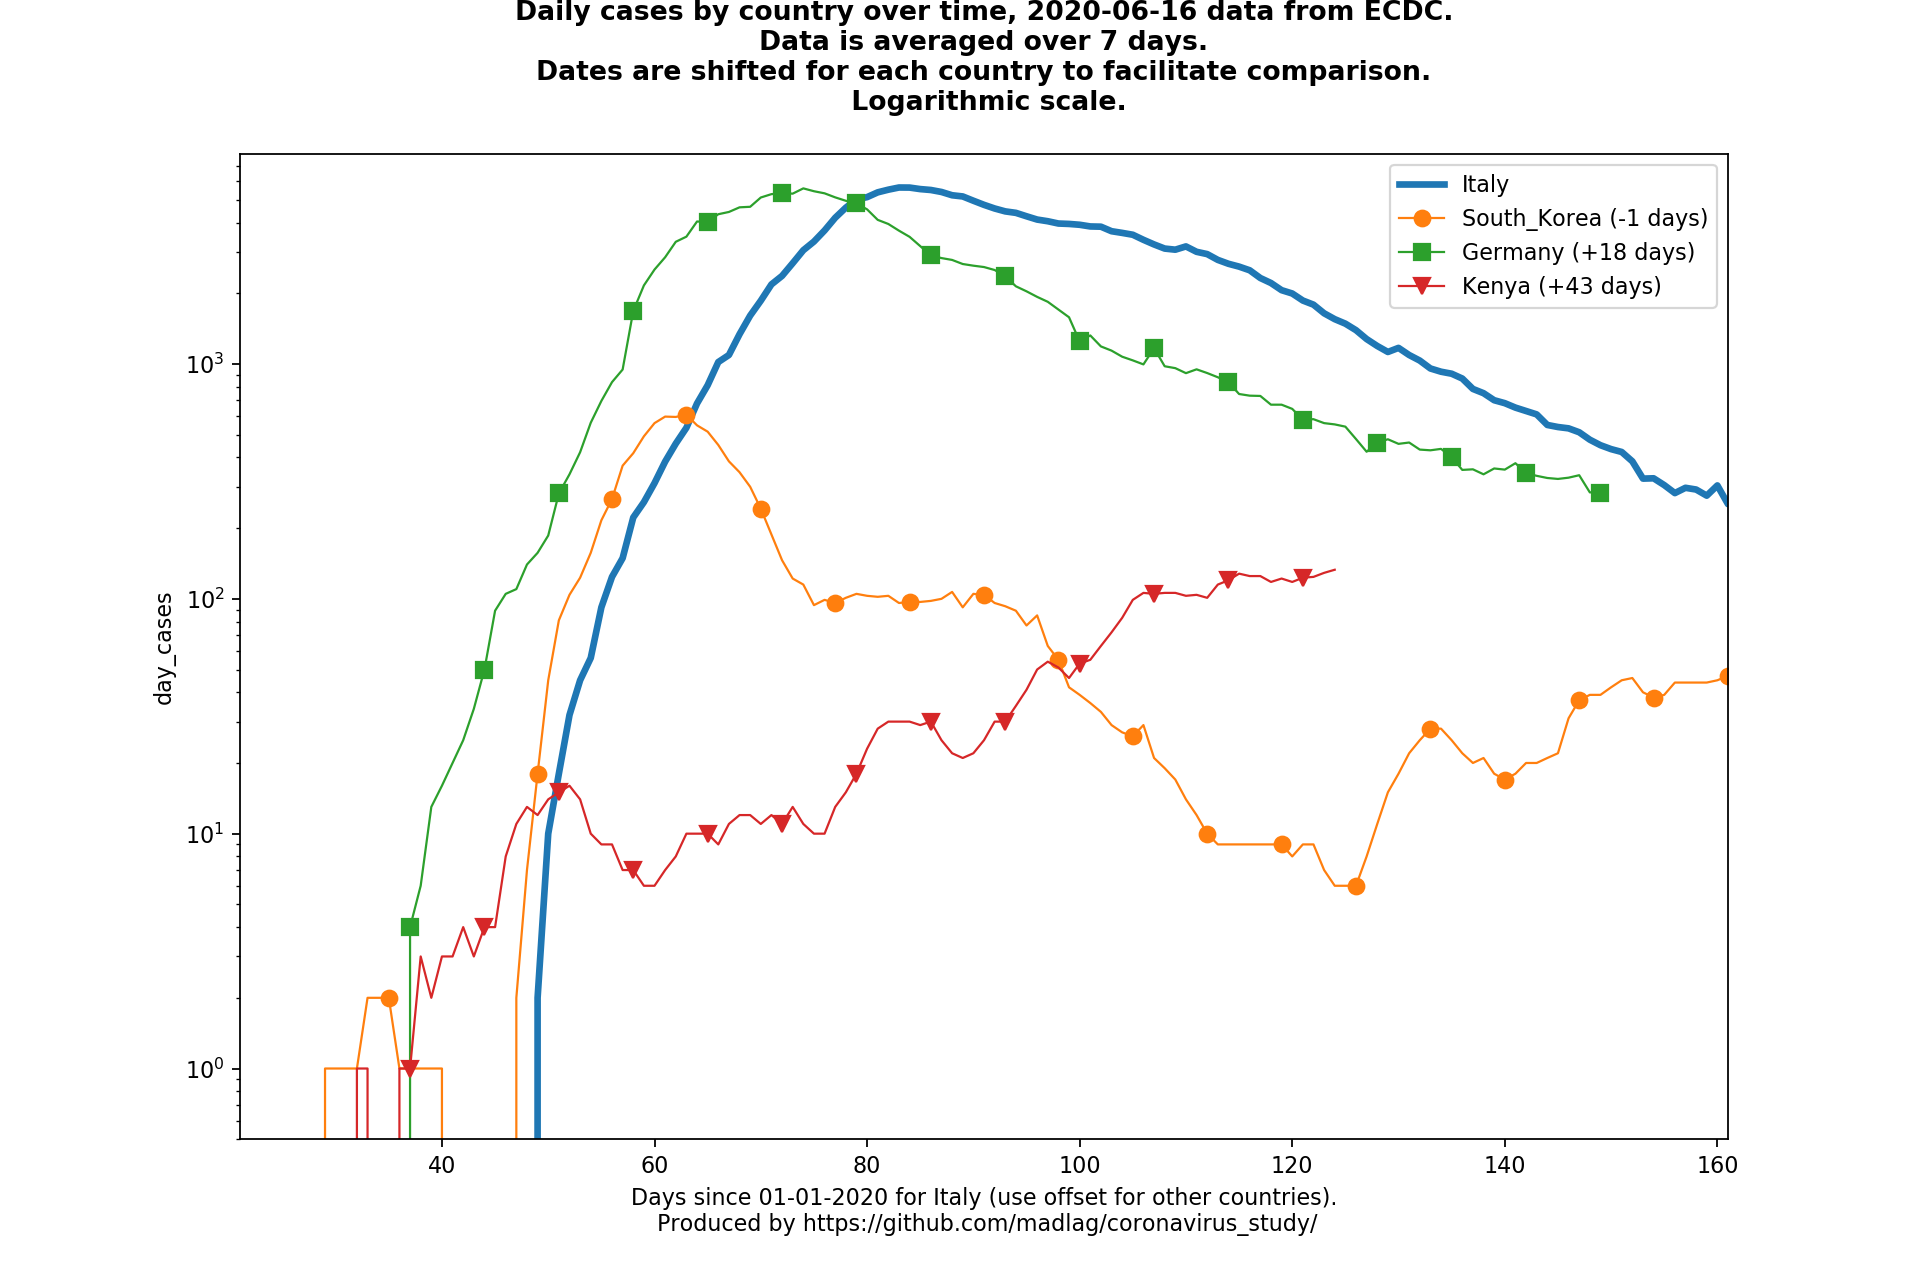 Daily cases by country over time, 2020-06-16 data from ECDC.
Data is averaged over 7 days.
Dates are shifted for each country to facilitate comparison.
Logarithmic scale.
Italy
South_Korea (-1 days)
Germany (+18 days)
Kenya (+43 days)
day_cases
10³
10²
10¹
10⁰
40 60 80 100 120 140 160
Days since 01-01-2020 for Italy (use offset for other countries).
Produced by https://github.com/madlag/coronavirus_study/